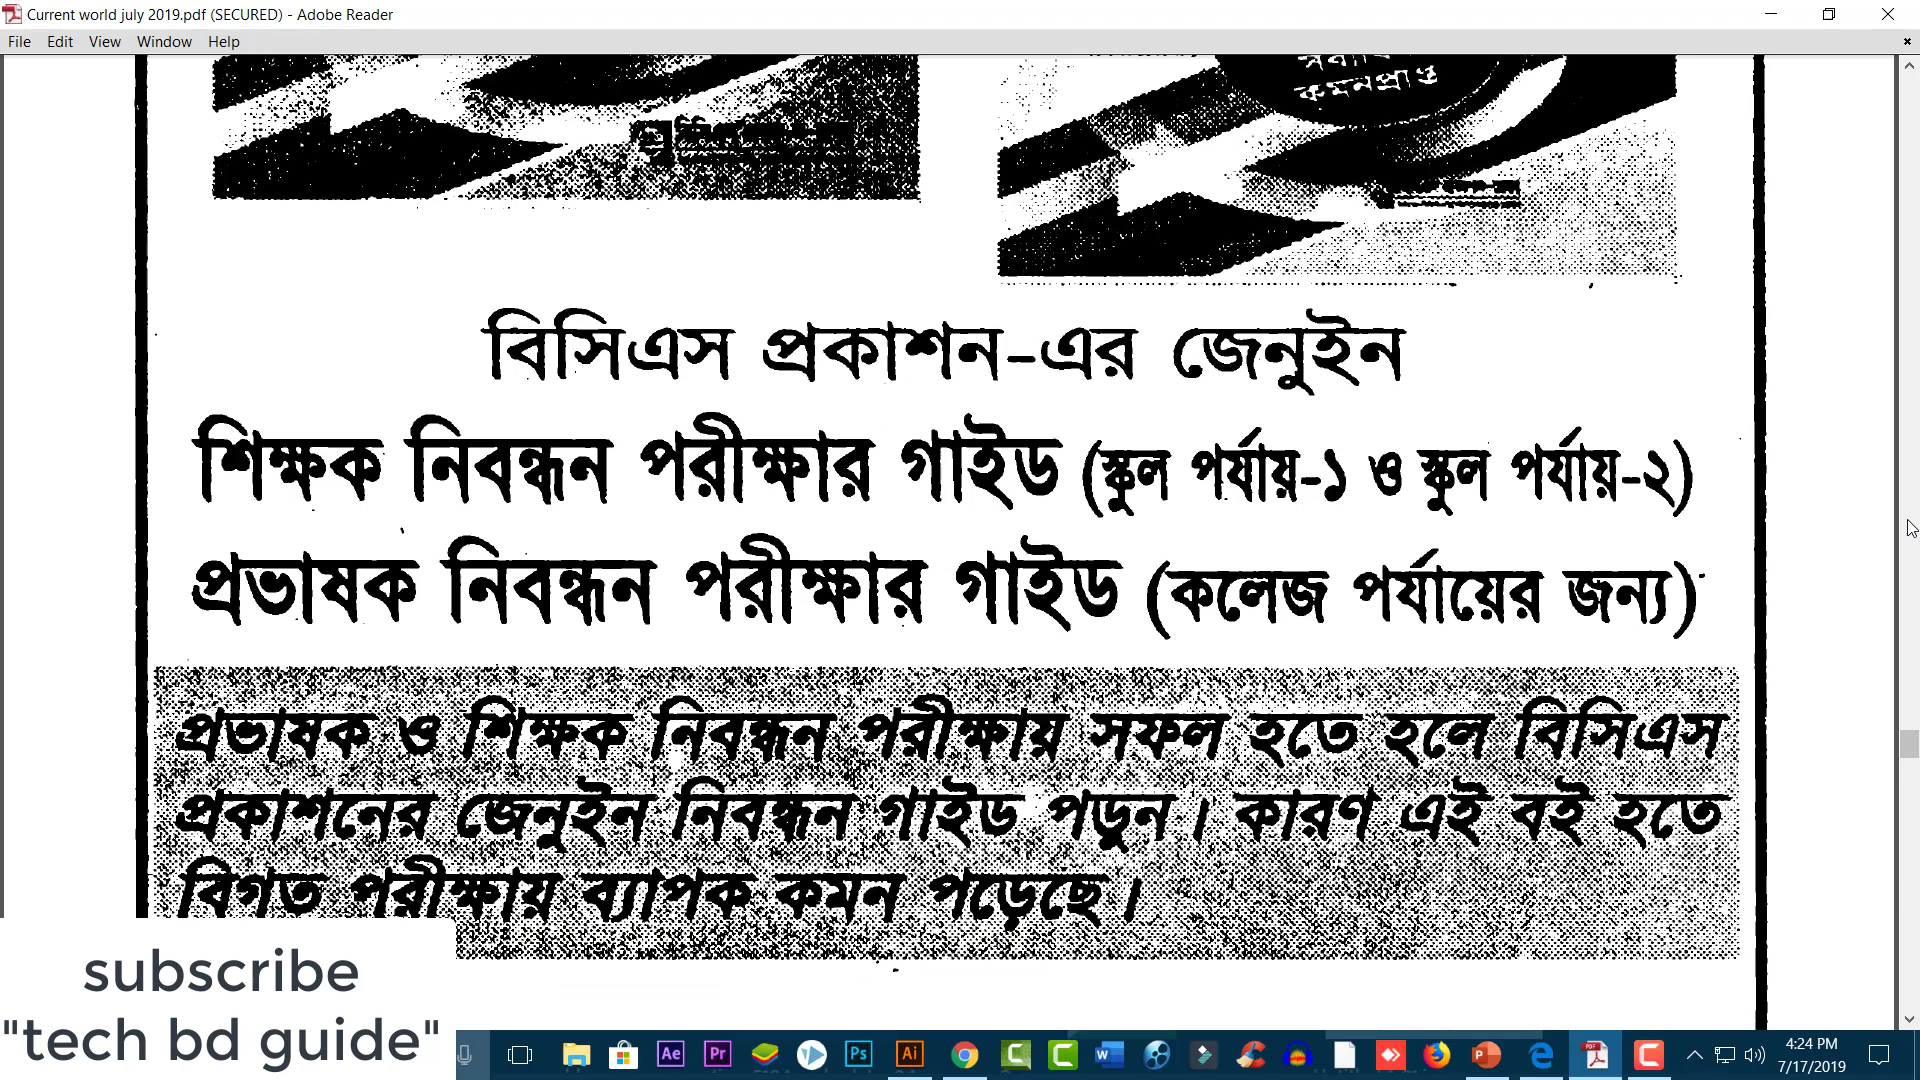 Current world july 2019.pdf (SECURED) - Adobe Reader
File Edit View Window Help
কমনপ্রাপ্ত
বিসিএস প্রকাশন-এর জেনুইন
শিক্ষক নিবন্ধন পরীক্ষার গাইড (স্কুল পর্যায়-১ ও স্কুল পর্যায়-২)
প্রভাষক নিবন্ধন পরীক্ষার গাইড (কলেজ পর্যায়ের জন্য)
প্রভাষক ও শিক্ষক নিবন্ধন পরীক্ষায় সফল হতে হলে বিসিএস
প্রকাশনের জেনুইন নিবন্ধন গাইড পড়ুন। কারণ এই বই হতে
বিগত পরীক্ষায় ব্যাপক কমন পড়েছে।
subscribe
"tech bd guide"
4:24 PM
7/17/2019